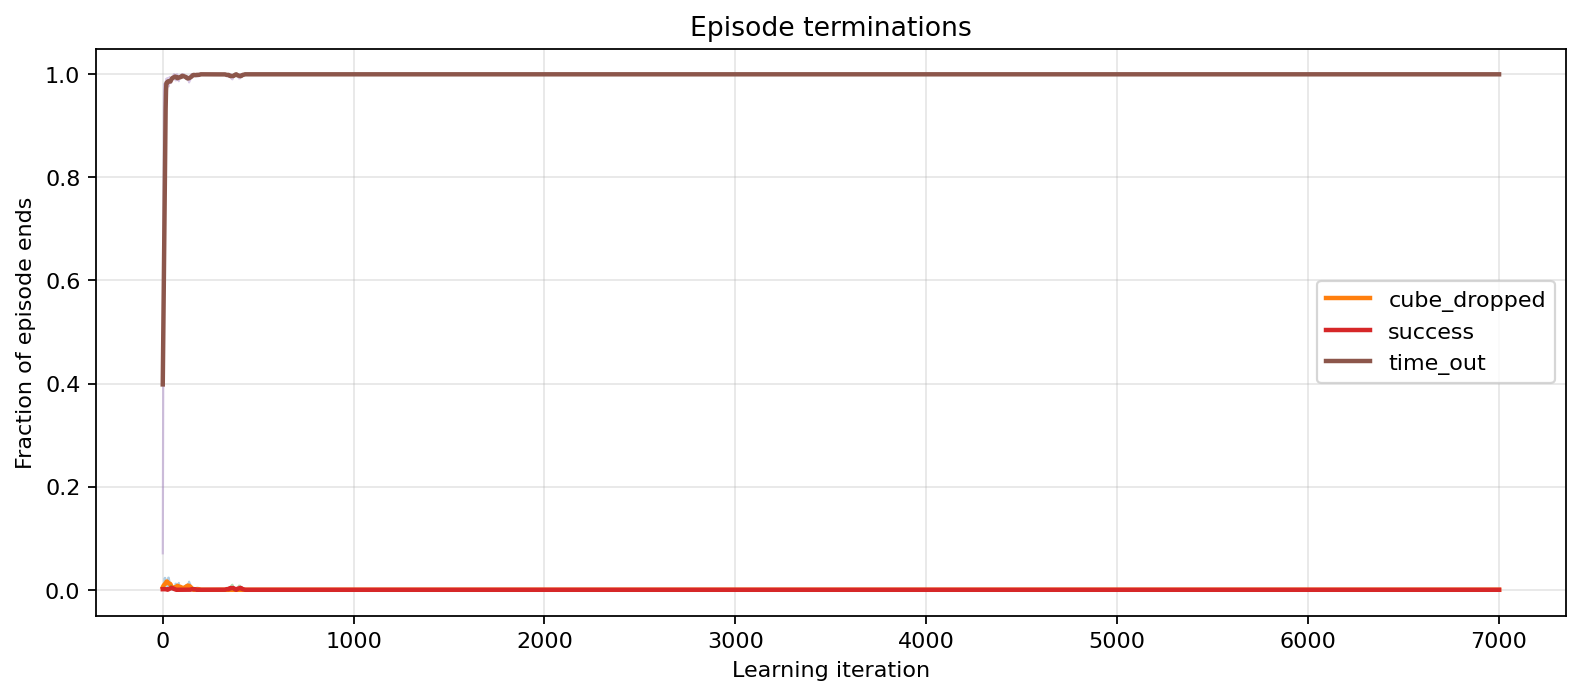 Episode terminations
Fraction of episode ends
1.0
0.8
0.6
0.4
0.2
0.0
cube_dropped
success
time_out
0 1000 2000 3000 4000 5000 6000 7000
Learning iteration